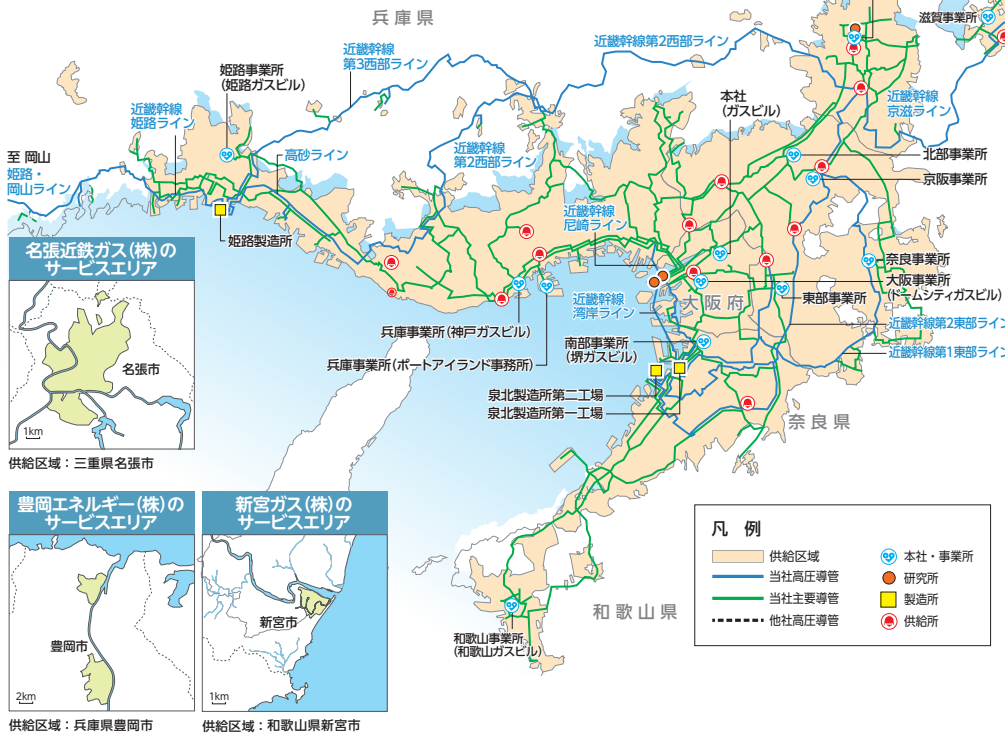 兵庫県
滋賀事業所
近畿幹線
第3西部ライン
近畿幹線第2西部ライン
姫路事業所
(姫路ガスビル)
近畿幹線
姫路ライン
本社
(ガスビル)
近畿幹線
京滋ライン
高砂ライン
近畿幹線
第2西部ライン
北部事業所
京阪事業所
至 岡山
姫路・
岡山ライン
近畿幹線
尼崎ライン
姫路製造所
奈良事業所
大阪事業所
(ドームシティガスビル)
東部事業所
大阪府
近畿幹線
湾岸ライン
近畿幹線第2東部ライン
近畿幹線第1東部ライン
兵庫事業所(神戸ガスビル)
兵庫事業所(ポートアイランド事務所)
南部事業所
(堺ガスビル)
泉北製造所第二工場
泉北製造所第一工場
奈良県
和歌山県
和歌山事業所
(和歌山ガスビル)
名張近鉄ガス(株)の
サービスエリア
名張市
1km
供給区域：三重県名張市
豊岡エネルギー(株)の
サービスエリア
豊岡市
2km
供給区域：兵庫県豊岡市
新宮ガス(株)の
サービスエリア
新宮市
1km
供給区域：和歌山県新宮市
凡 例
供給区域
当社高圧導管
当社主要導管
他社高圧導管
本社・事業所
研究所
製造所
供給所